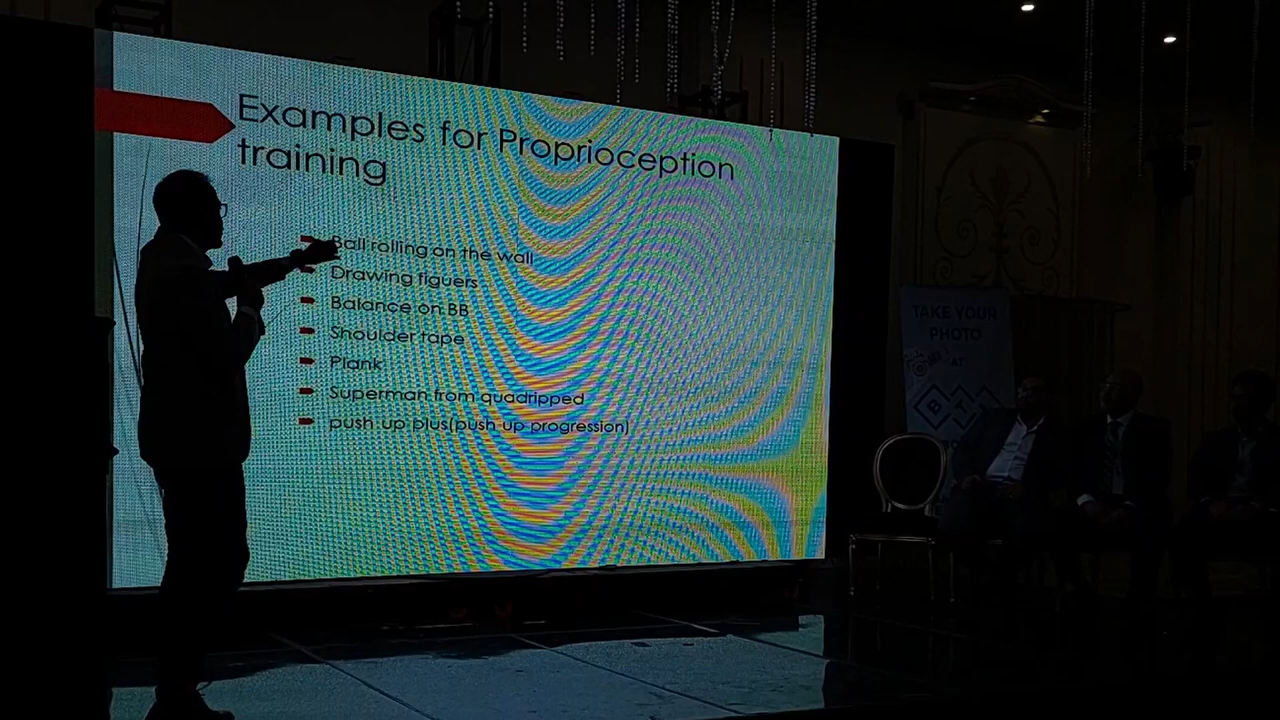 Examples for Proprioception
training
Ball rolling on the wall
Drawing figuers
Balance on BB
Shoulder tape
Plank
Superman from quadripped
push up plus(push up progression)
TAKE YOUR
PHOTO
AT
B T